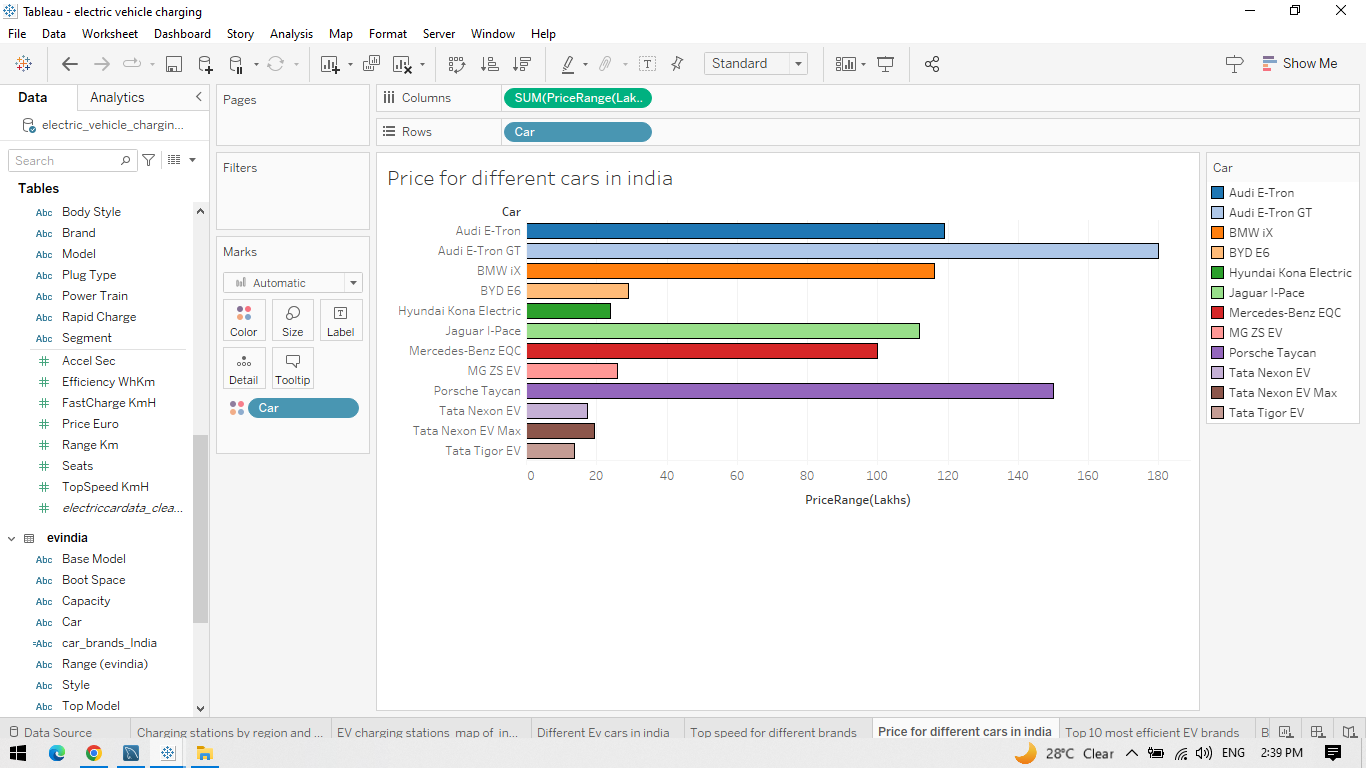 Tableau - electric vehicle charging
File Data Worksheet Dashboard Story Analysis Map Format Server Window Help
Standard
Show Me
Data Analytics
electric_vehicle_chargin...
Search
Tables
Abc Body Style
Abc Brand
Abc Model
Abc Plug Type
Abc Power Train
Abc Rapid Charge
Abc Segment
# Accel Sec
# Efficiency WhKm
# FastCharge KmH
# Price Euro
# Range Km
# Seats
# TopSpeed KmH
# electriccardata_clea...
evindia
Abc Base Model
Abc Boot Space
Abc Capacity
Abc Car
=Abc car_brands_India
Abc Range (evindia)
Abc Style
Abc Top Model
Pages
Filters
Marks
Automatic
Color Size Label
Detail Tooltip
Car
Columns SUM(PriceRange(Lak..
Rows Car
Price for different cars in india
Car
Audi E-Tron
Audi E-Tron GT
BMW iX
BYD E6
Hyundai Kona Electric
Jaguar I-Pace
Mercedes-Benz EQC
MG ZS EV
Porsche Taycan
Tata Nexon EV
Tata Nexon EV Max
Tata Tigor EV
0 20 40 60 80 100 120 140 160 180
PriceRange(Lakhs)
Car
Audi E-Tron
Audi E-Tron GT
BMW iX
BYD E6
Hyundai Kona Electric
Jaguar I-Pace
Mercedes-Benz EQC
MG ZS EV
Porsche Taycan
Tata Nexon EV
Tata Nexon EV Max
Tata Tigor EV
Data Source Charging stations by region and ... EV charging stations map of in... Different Ev cars in india Top speed for different brands Price for different cars in india Top 10 most efficient EV brands B
28°C Clear ENG 2:39 PM